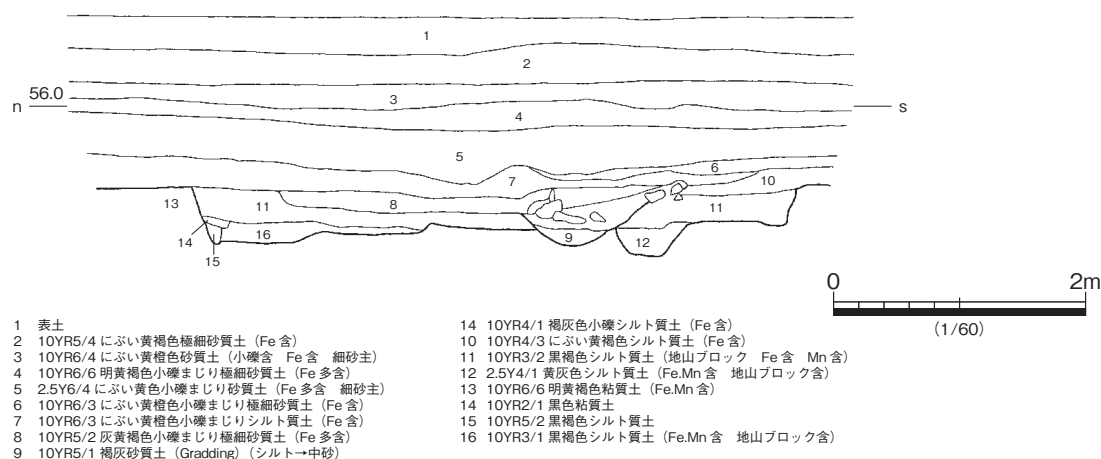 1
2
56.0
n
s
3
4
5
6
7
10
13
11
8
11
14
16
9
12
15
0 2m
(1/60)
1 表土
2 10YR5/4 にぶい黄褐色極細砂質土(Fe 含)
3 10YR6/4 にぶい黄橙色砂質土(小礫含 Fe 含 細砂主)
4 10YR6/6 明黄褐色小礫まじり極細砂質土(Fe 多含)
5 2.5Y6/4 にぶい黄色小礫まじり砂質土(Fe 多含 細砂主)
6 10YR6/3 にぶい黄橙色小礫まじり極細砂質土(Fe 含)
7 10YR6/3 にぶい黄橙色小礫まじりシルト質土(Fe 含)
8 10YR5/2 灰黄褐色小礫まじり極細砂質土(Fe 多含)
9 10YR5/1 褐灰砂質土(Gradding)(シルト→中砂)
14 10YR4/1 褐灰色小礫シルト質土(Fe 含)
10 10YR4/3 にぶい黄褐色シルト質土(Fe 含)
11 10YR3/2 黒褐色シルト質土(地山ブロック Fe 含 Mn 含)
12 2.5Y4/1 黄灰色シルト質土(Fe.Mn 含 地山ブロック含)
13 10YR6/6 明黄褐色粘質土(Fe.Mn 含)
14 10YR2/1 黒色粘質土
15 10YR5/2 黒褐色シルト質土
16 10YR3/1 黒褐色シルト質土(Fe.Mn 含 地山ブロック含)